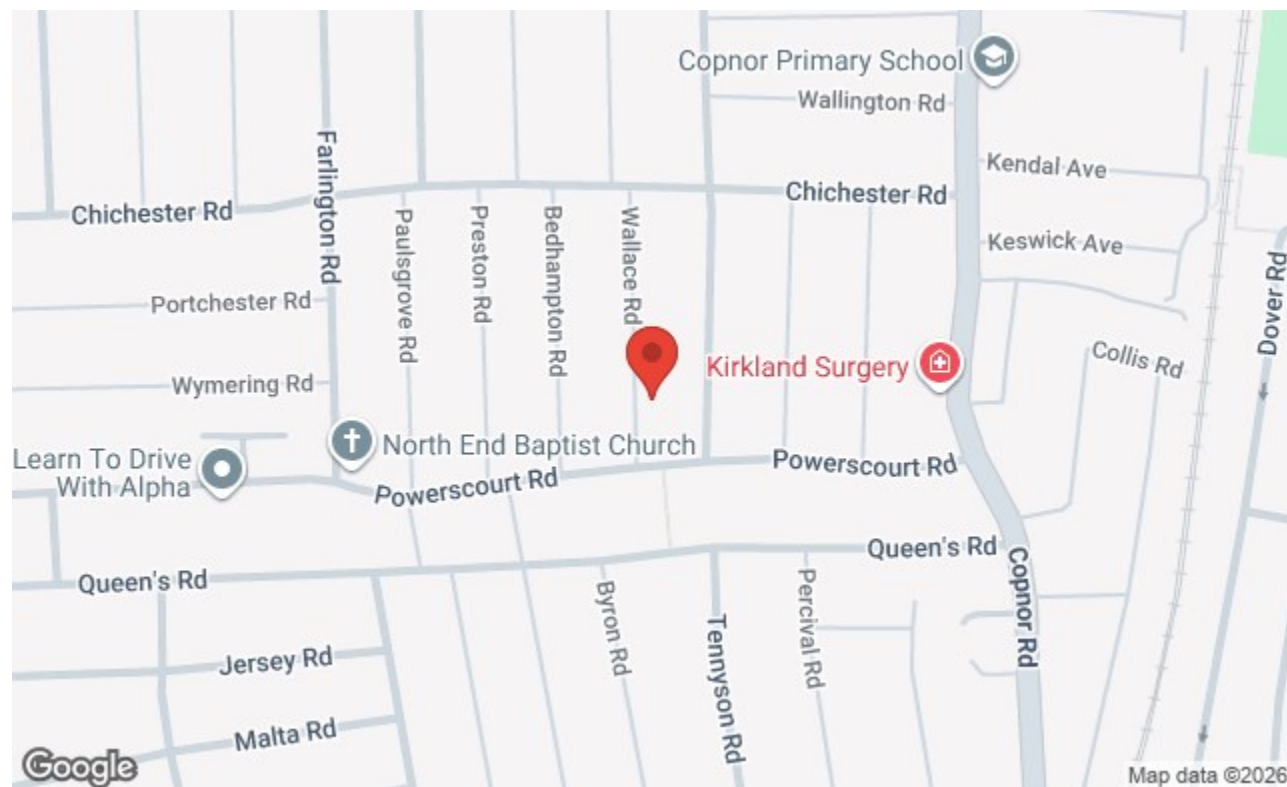 Copnor Primary School
Wallington Rd
Farlington Rd
Kendal Ave
Chichester Rd
Chichester Rd
Paulsgrove Rd
Preston Rd
Bedhampton Rd
Wallace Rd
Keswick Ave
Dover Rd
Portchester Rd
Collis Rd
Kirkland Surgery
Wymering Rd
North End Baptist Church
Learn To Drive
With Alpha
Powerscourt Rd
Powerscourt Rd
Queen's Rd
Queen's Rd
Copnor Rd
Byron Rd
Percival Rd
Tennyson Rd
Jersey Rd
Malta Rd
Google
Map data ©2026